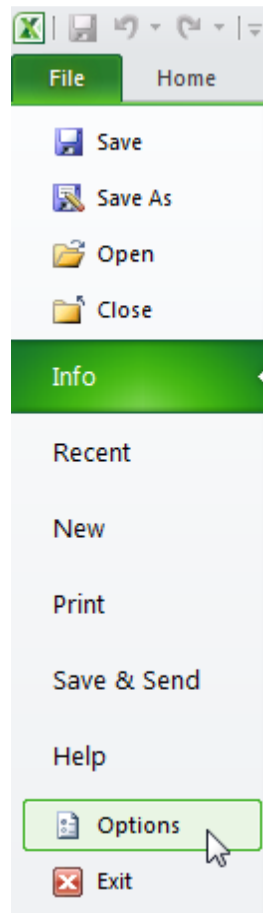 File Home
Save
Save As
Open
Close
Info
Recent
New
Print
Save & Send
Help
Options
Exit